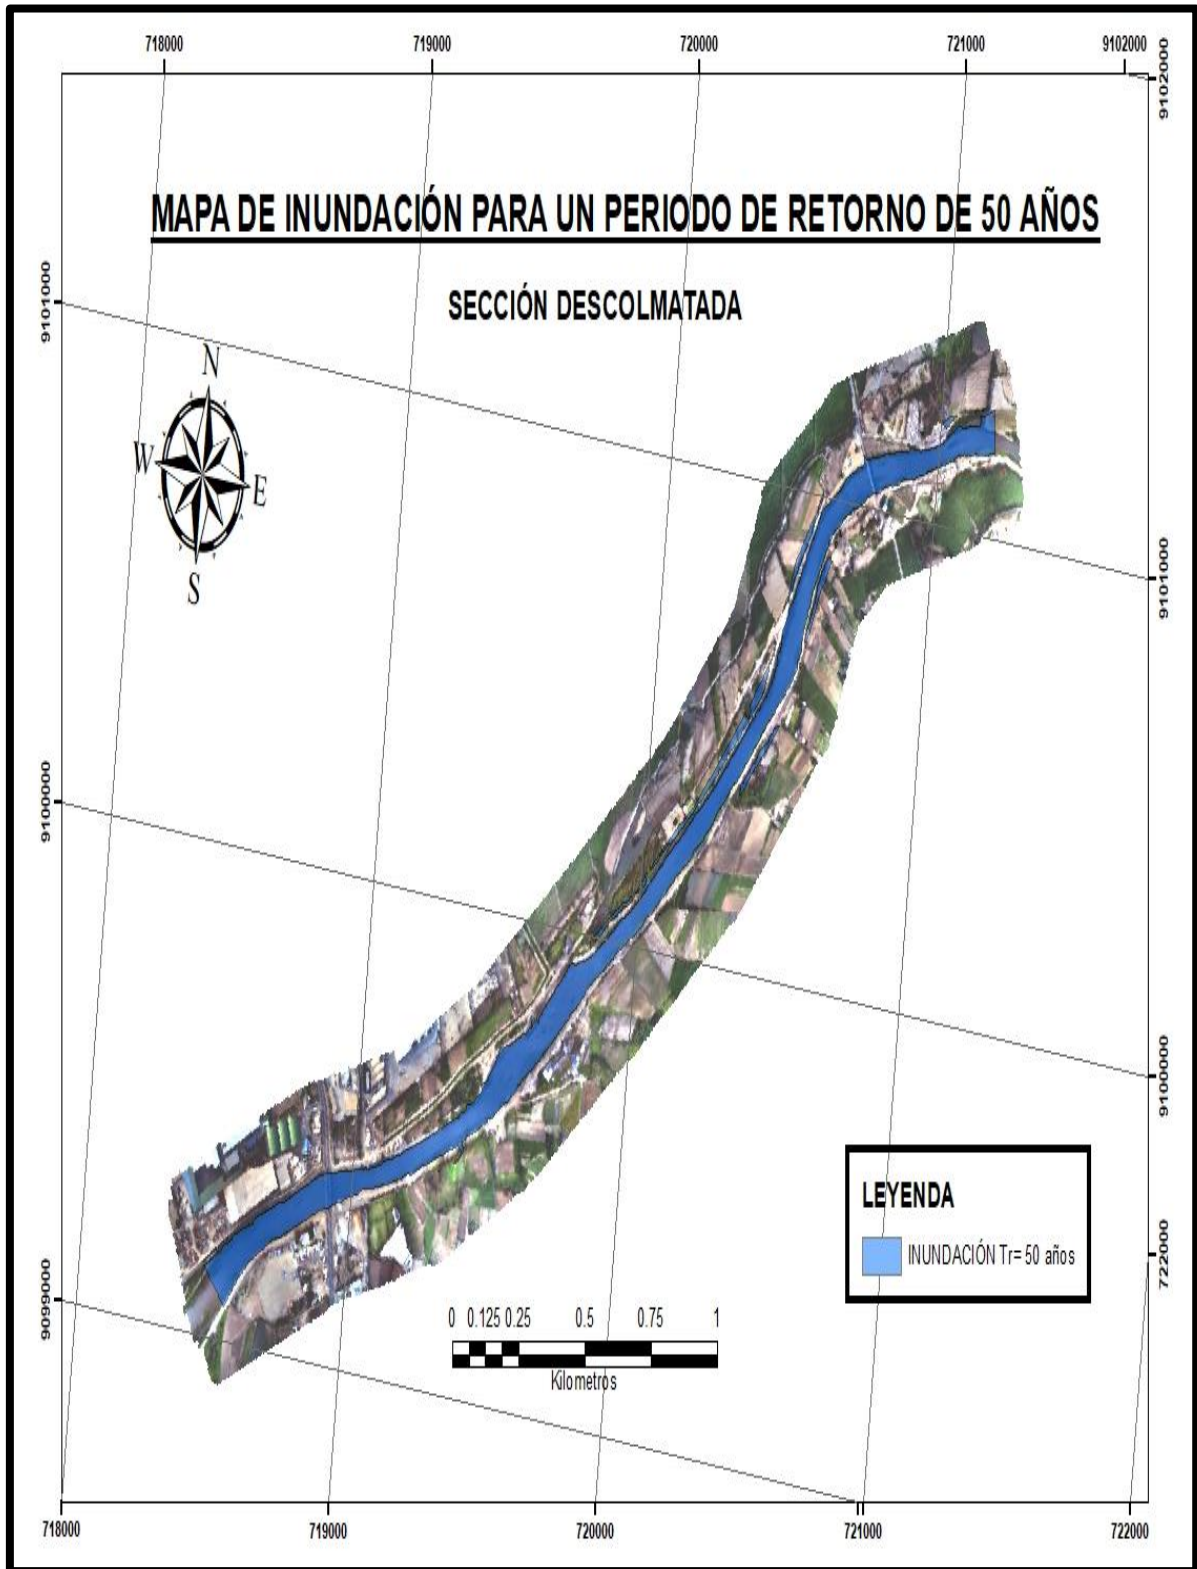 718000 719000 720000 721000 9102000
9102000
MAPA DE INUNDACIÓN PARA UN PERIODO DE RETORNO DE 50 AÑOS
SECCIÓN DESCOLMATADA
9101000
N
W
E
S
9101000
9100000
9100000
LEYENDA
INUNDACIÓN Tr= 50 años
722000
9099000
0 0.125 0.25 0.5 0.75 1
Kilometros
718000 719000 720000 721000 722000